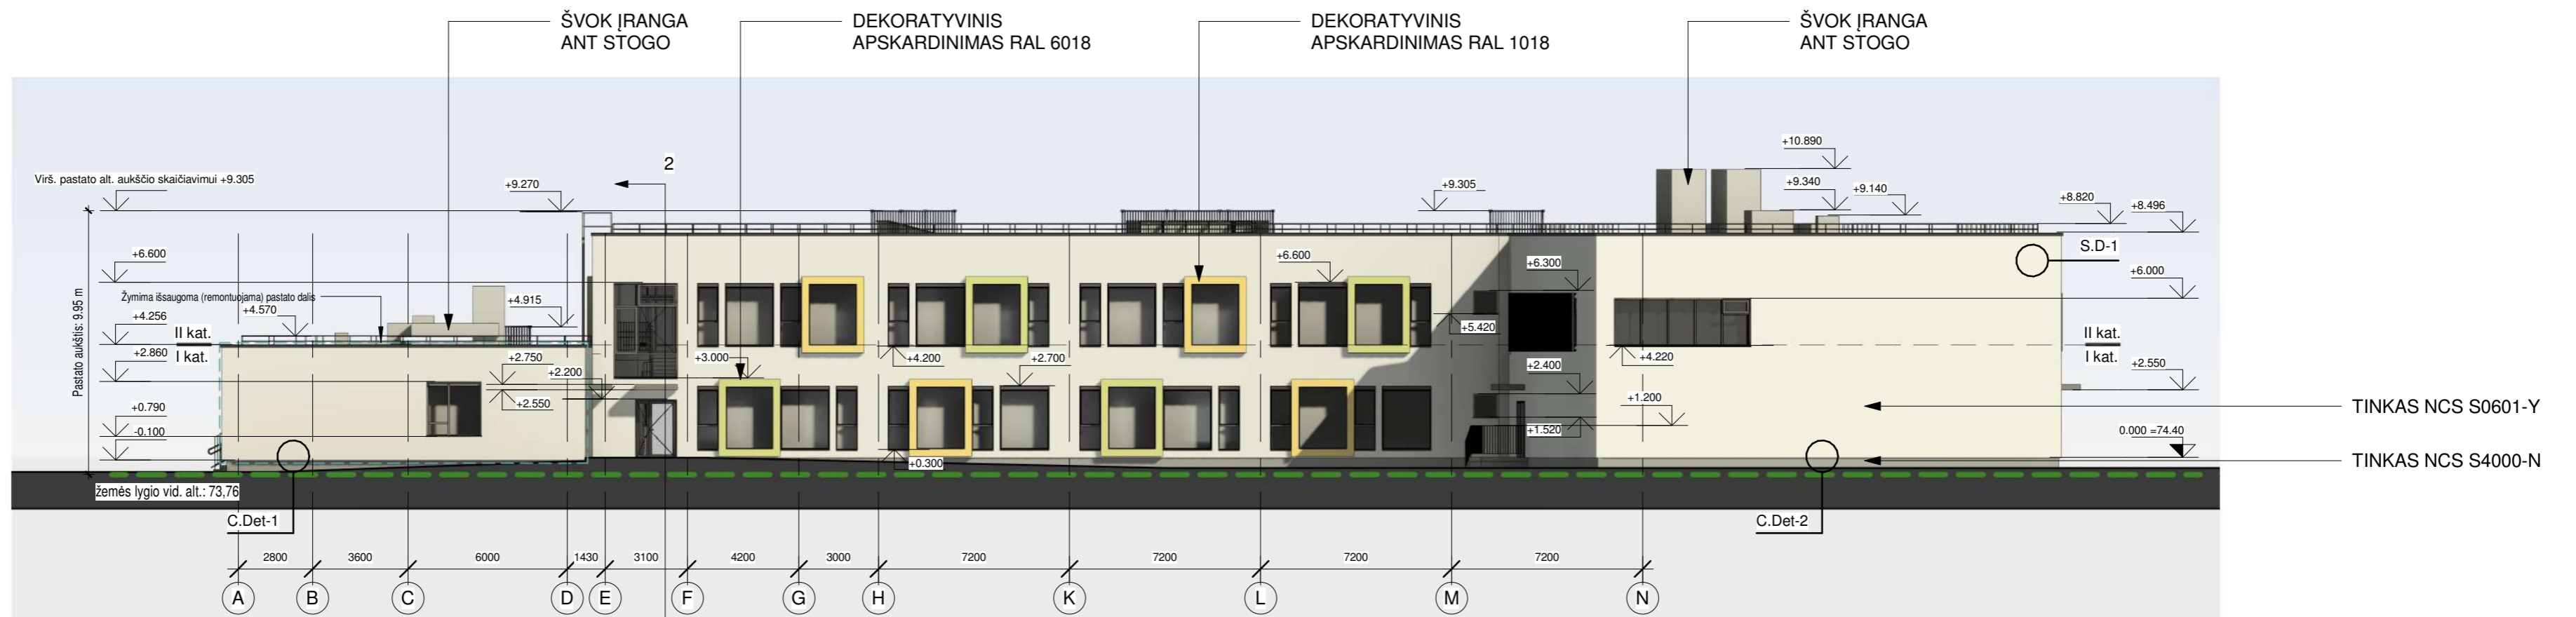 ŠVOK ĮRANGA
ANT STOGO
DEKORATYVINIS
APSKARDINIMAS RAL 6018
DEKORATYVINIS
APSKARDINIMAS RAL 1018
ŠVOK ĮRANGA
ANT STOGO
2
+10.890
Virš. pastato alt. aukščio skaičiavimui +9.305
+9.270
+9.305
+9.340
+9.140
+8.820
+8.496
S.D-1
+6.600
+6.600
+6.300
+6.000
Pastato aukštis: 9.95 m
Žymima išsaugoma (remontuojama) pastato dalis
+4.570
+4.915
+4.256
II kat.
I kat.
+5.420
II kat.
I kat.
+2.860
+2.750
+3.000
+4.200
+2.700
+4.220
+2.200
+2.400
+2.550
+2.550
+0.790
+1.200
TINKAS NCS S0601-Y
-0.100
+1.520
0.000 =74.40
+0.300
TINKAS NCS S4000-N
žemės lygio vid. alt.: 73,76
C.Det-1
C.Det-2
2800
3600
6000
1430
3100
4200
3000
7200
7200
7200
7200
A
B
C
D
E
F
G
H
K
L
M
N